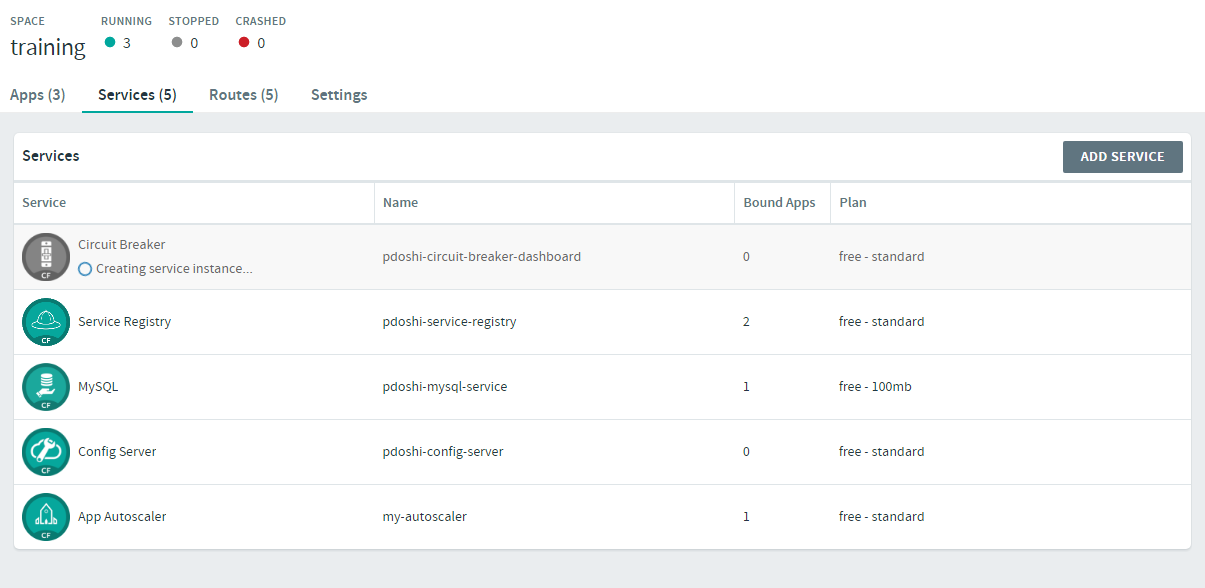 SPACE RUNNING STOPPED CRASHED
training 3 0 0
Apps (3) Services (5) Routes (5) Settings
Services ADD SERVICE
Service Name Bound Apps Plan
Circuit Breaker
CF Creating service instance... pdoshi-circuit-breaker-dashboard 0 free - standard
CF Service Registry pdoshi-service-registry 2 free - standard
CF MySQL pdoshi-mysql-service 1 free - 100mb
CF Config Server pdoshi-config-server 0 free - standard
CF App Autoscaler my-autoscaler 1 free - standard